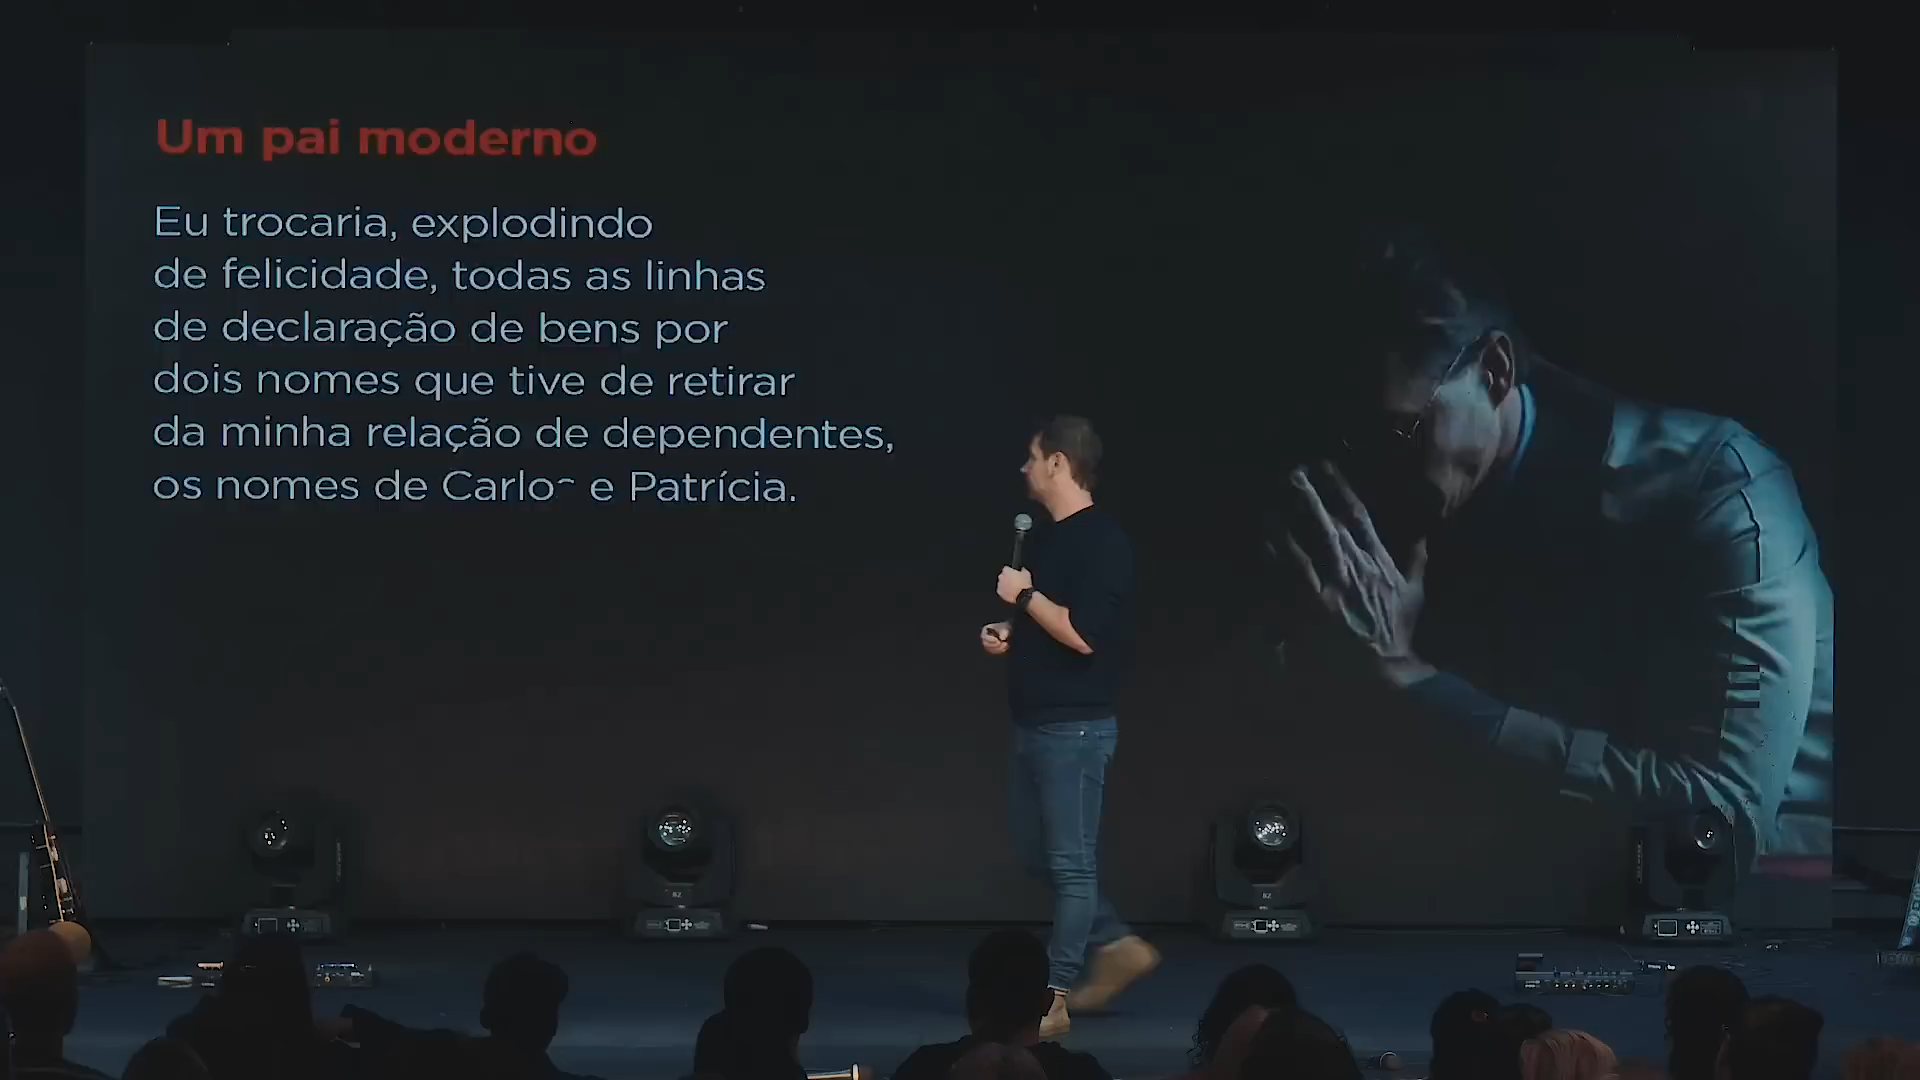 Um pai moderno
Eu trocaria, explodindo
de felicidade, todas as linhas
de declaração de bens por
dois nomes que tive de retirar
da minha relação de dependentes,
os nomes de Carlos e Patrícia.